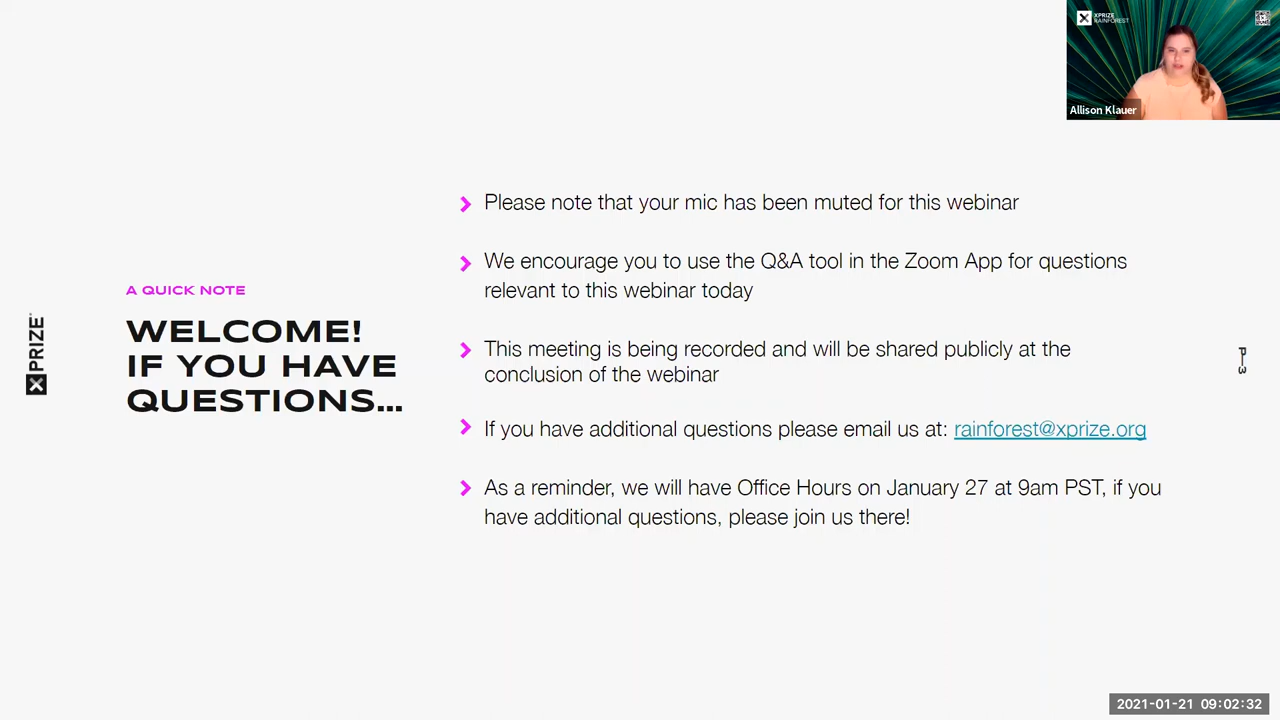 XPRIZE
RAINFOREST
Allison Klauer
Please note that your mic has been muted for this webinar
We encourage you to use the Q&A tool in the Zoom App for questions
relevant to this webinar today
A QUICK NOTE
WELCOME!
IF YOU HAVE
QUESTIONS...
XPRIZE
This meeting is being recorded and will be shared publicly at the
conclusion of the webinar
P—3
If you have additional questions please email us at: rainforest@xprize.org
As a reminder, we will have Office Hours on January 27 at 9am PST, if you
have additional questions, please join us there!
2021-01-21 09:02:32